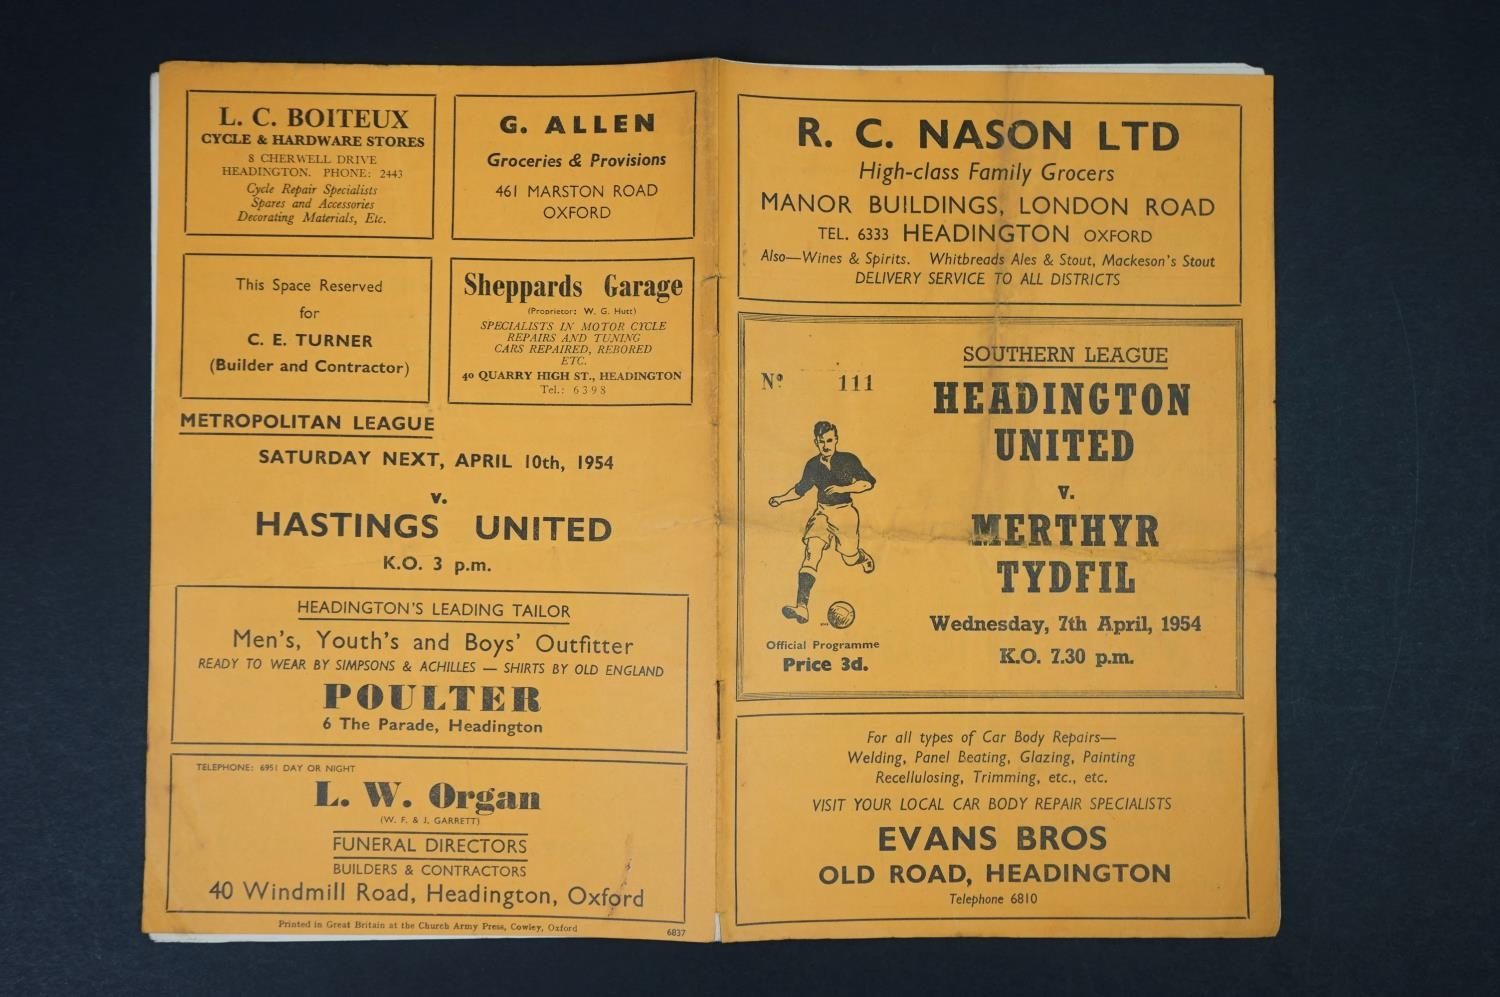 L. C. BOITEUX
CYCLE & HARDWARE STORES
8 CHERWELL DRIVE
HEADINGTON. PHONE: 2443
Cycle Repair Specialists
Spares and Accessories
Decorating Materials, Etc.
G. ALLEN
Groceries & Provisions
461 MARSTON ROAD
OXFORD
This Space Reserved
for
C. E. TURNER
(Builder and Contractor)
Sheppards Garage
(Proprietor: W. G. Hutt)
SPECIALISTS IN MOTOR CYCLE
REPAIRS AND TUNING
CARS REPAIRED, REBORED
ETC.
40 QUARRY HIGH ST., HEADINGTON
Tel.: 6398
METROPOLITAN LEAGUE
SATURDAY NEXT, APRIL 10th, 1954
v.
HASTINGS UNITED
K.O. 3 p.m.
HEADINGTON'S LEADING TAILOR
Men's, Youth's and Boys' Outfitter
READY TO WEAR BY SIMPSONS & ACHILLES — SHIRTS BY OLD ENGLAND
POULTER
6 The Parade, Headington
TELEPHONE: 6951 DAY OR NIGHT
L. W. Organ
(W. F. & J. GARRETT)
FUNERAL DIRECTORS
BUILDERS & CONTRACTORS
40 Windmill Road, Headington, Oxford
Printed in Great Britain at the Church Army Press, Cowley, Oxford
6837
R. C. NASON LTD
High-class Family Grocers
MANOR BUILDINGS, LONDON ROAD
TEL. 6333 HEADINGTON OXFORD
Also—Wines & Spirits. Whitbreads Ales & Stout, Mackeson's Stout
DELIVERY SERVICE TO ALL DISTRICTS
SOUTHERN LEAGUE
Nº 111
HEADINGTON
UNITED
v.
MERTHYR
TYDFIL
Wednesday, 7th April, 1954
K.O. 7.30 p.m.
Official Programme
Price 3d.
For all types of Car Body Repairs—
Welding, Panel Beating, Glazing, Painting
Recellulosing, Trimming, etc., etc.
VISIT YOUR LOCAL CAR BODY REPAIR SPECIALISTS
EVANS BROS
OLD ROAD, HEADINGTON
Telephone 6810